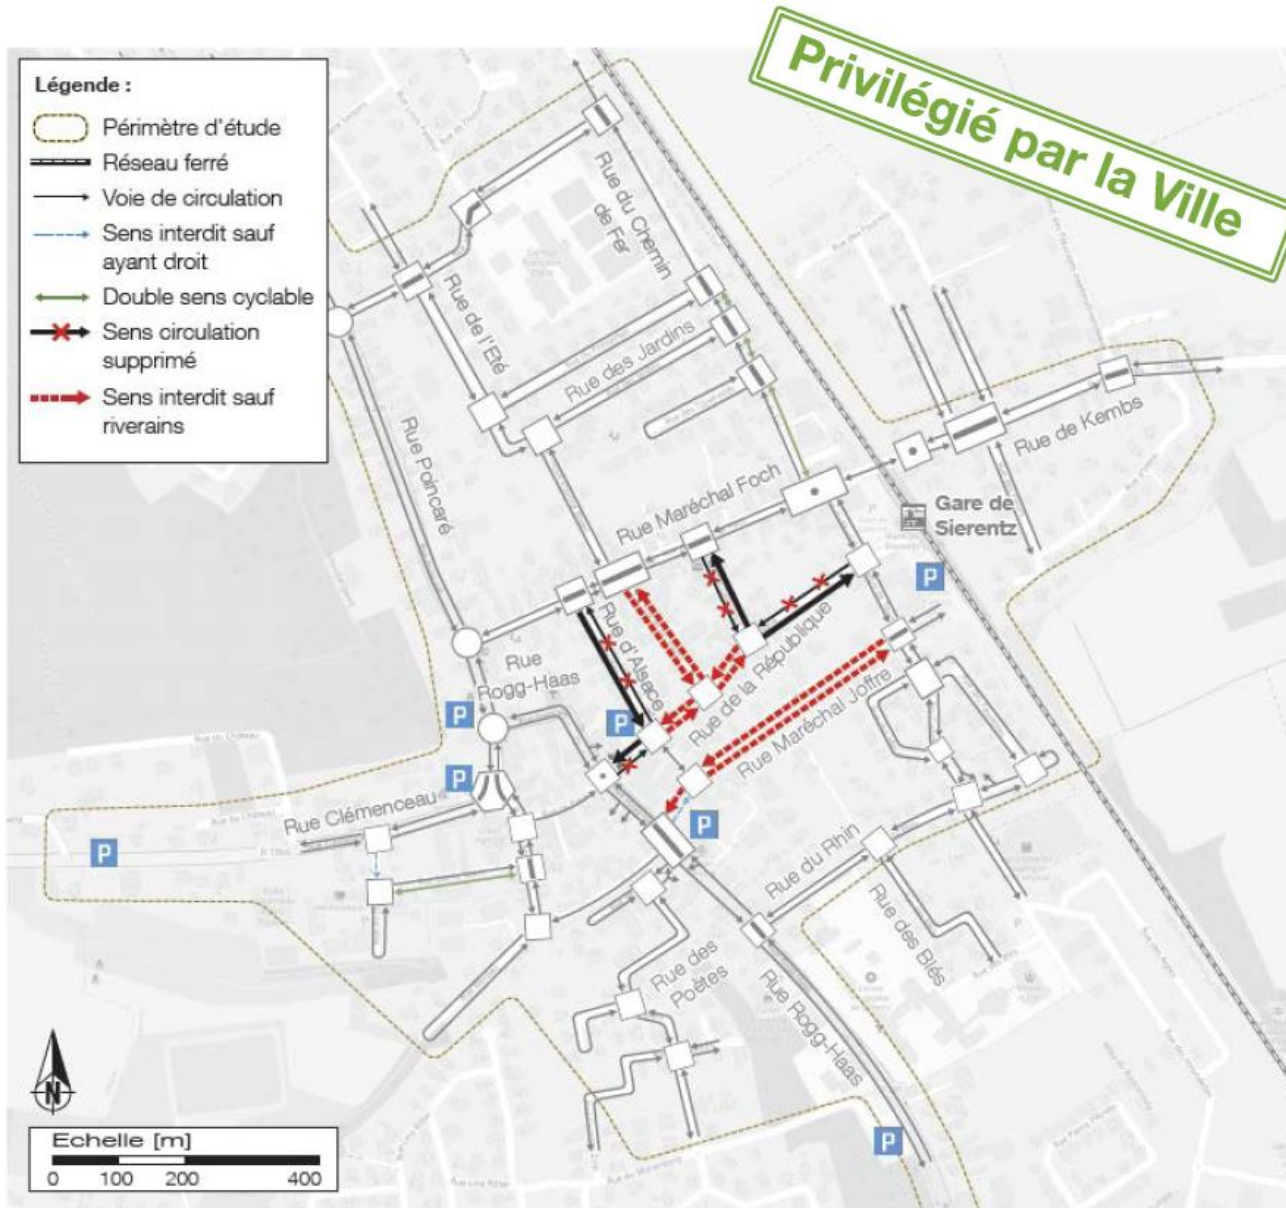 Privilégié par la Ville
Légende :
Périmètre d'étude
Réseau ferré
Voie de circulation
Sens interdit sauf
ayant droit
Double sens cyclable
Sens circulation
supprimé
Sens interdit sauf
riverains
Rue du Chemin
de Fer
Rue de l'Eté
Rue des Jardins
Rue Poincaré
Rue de Kembs
Rue Maréchal Foch
Gare de
Sierentz
P
Rue d'Alsace
Rue de la République
Rue
Rogg-Haas
Rue Maréchal Joffre
P
P
P
P
P
Rue du Château
Rue Clémenceau
Rue du Rhin
Rue des Blés
Rue des
Poètes
Rue Rogg-Haas
P
N
Echelle [m]
0 100 200 400